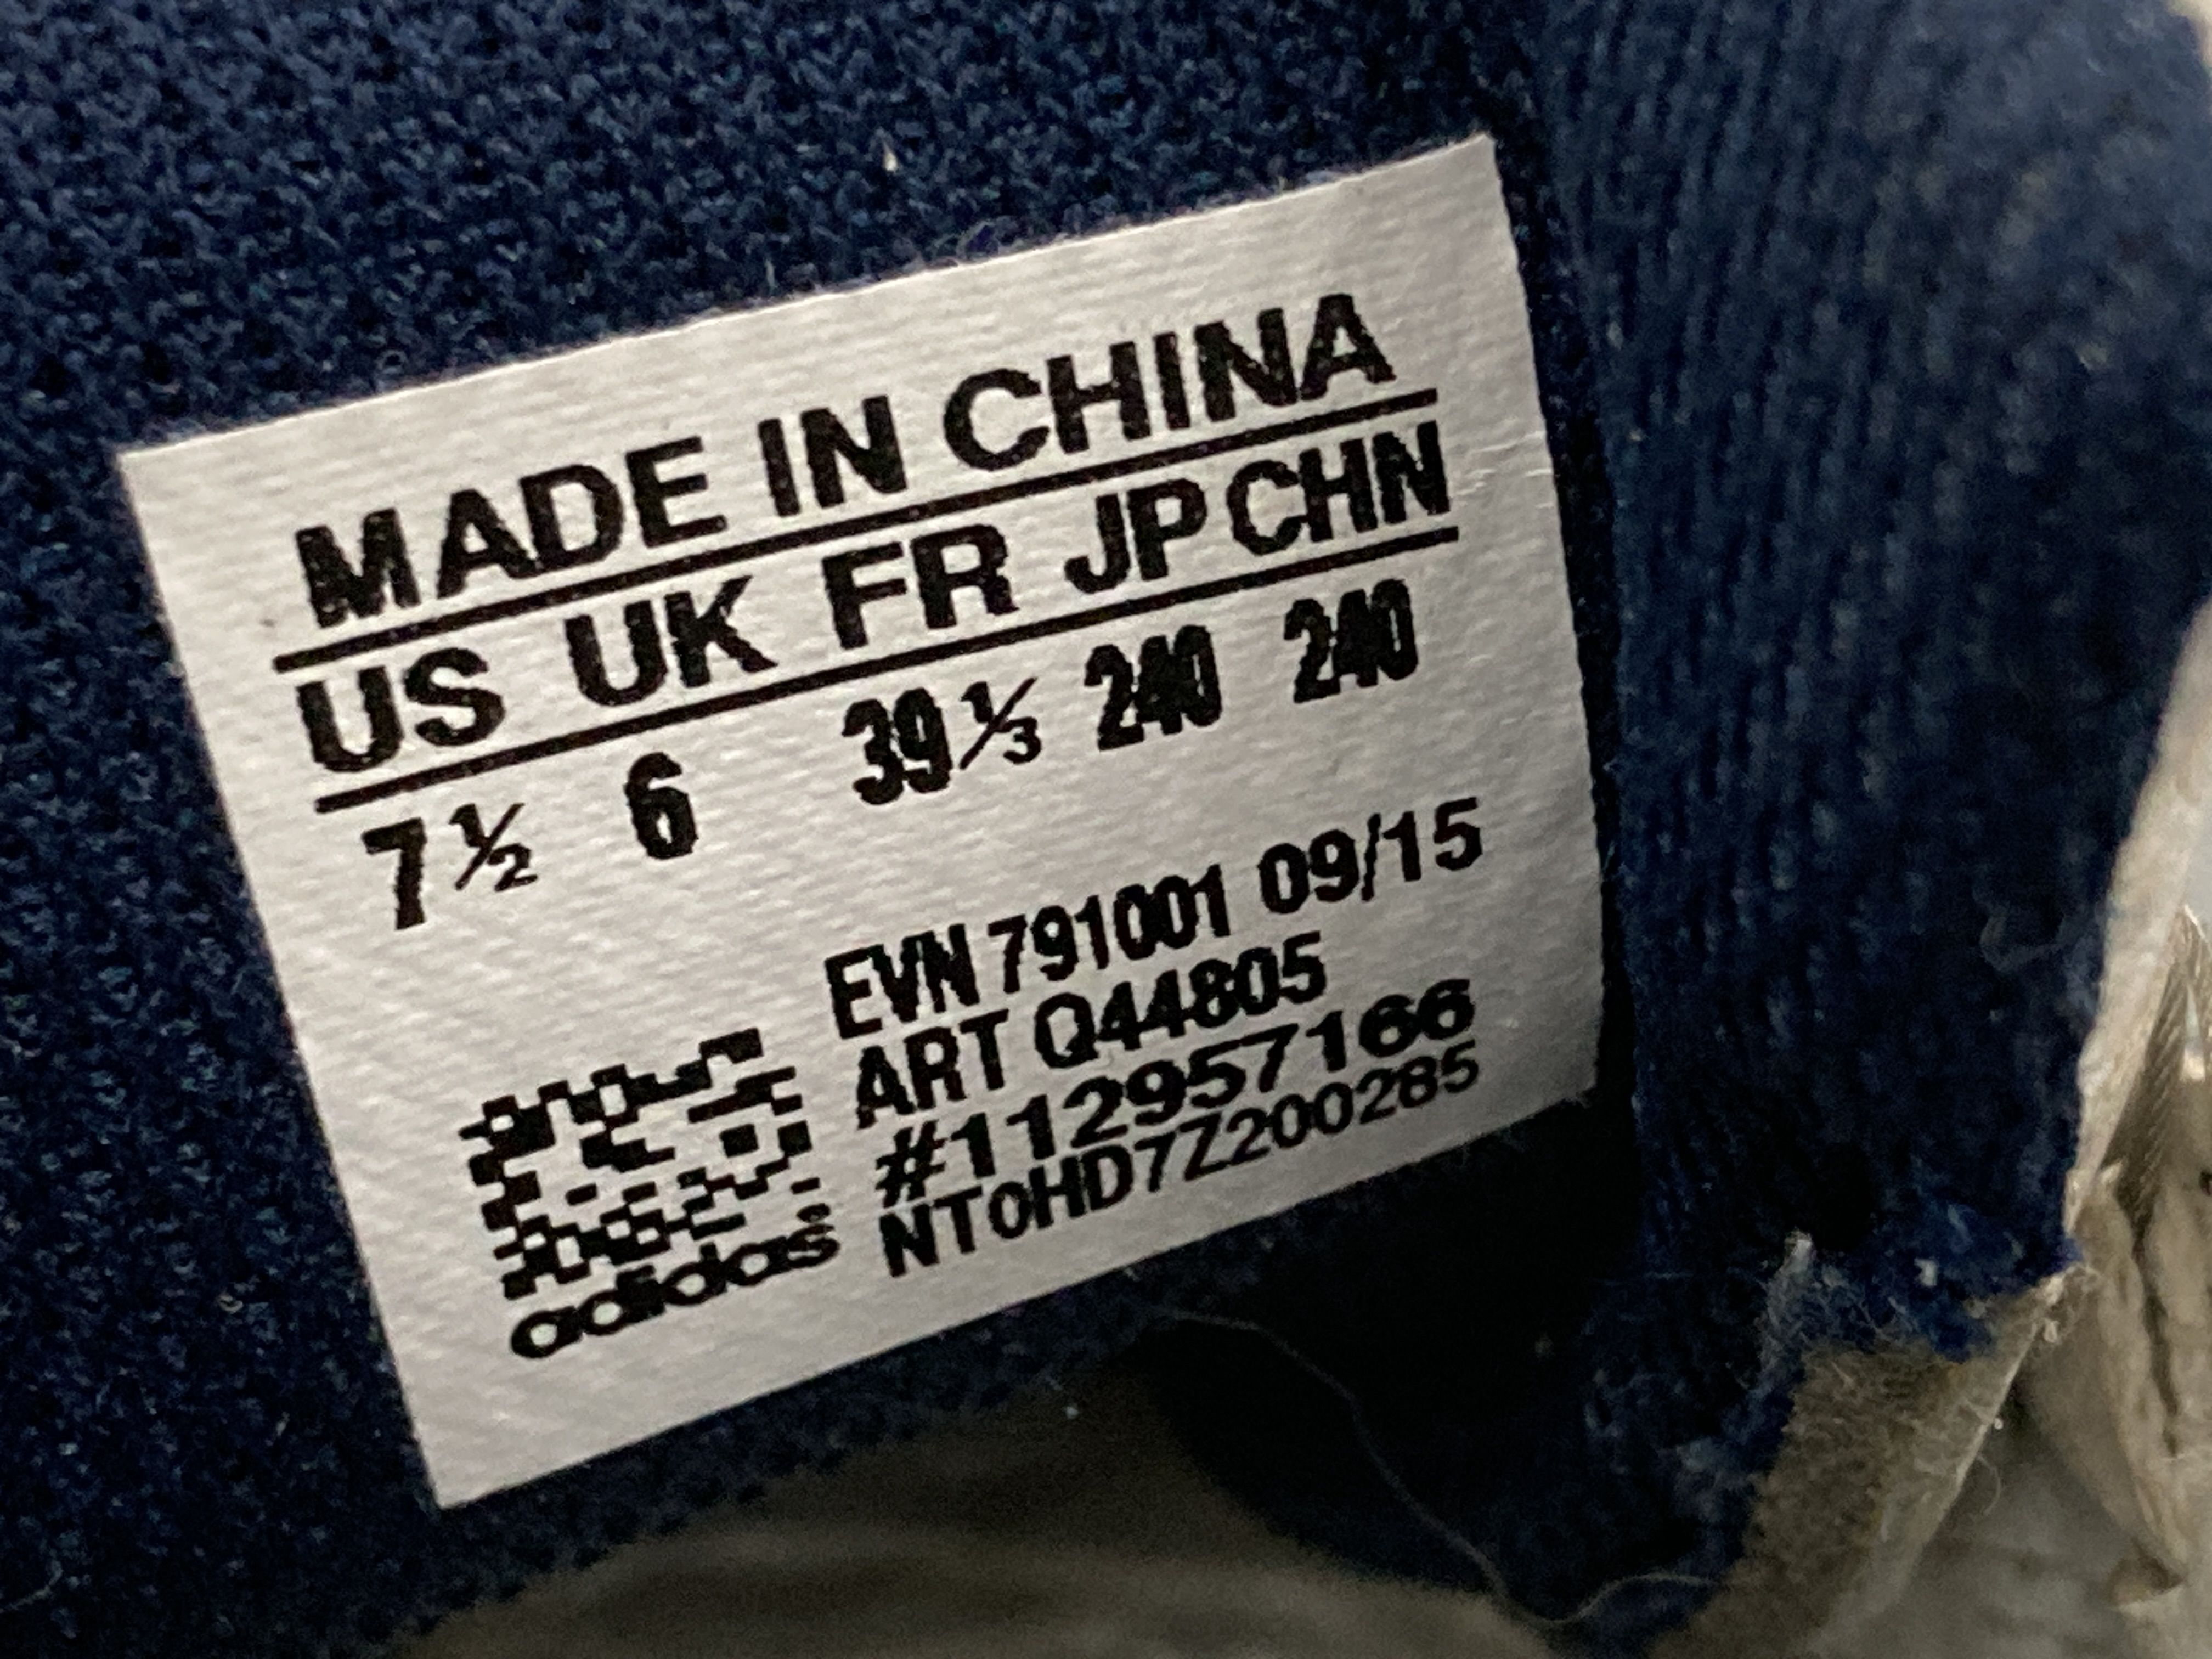 MADE IN CHINA
US UK FR JP CHN
7½ 6 39⅓ 240 240
EVN 791001 09/15
ART Q44805
#112957166
NT0HD7Z200285
adidas